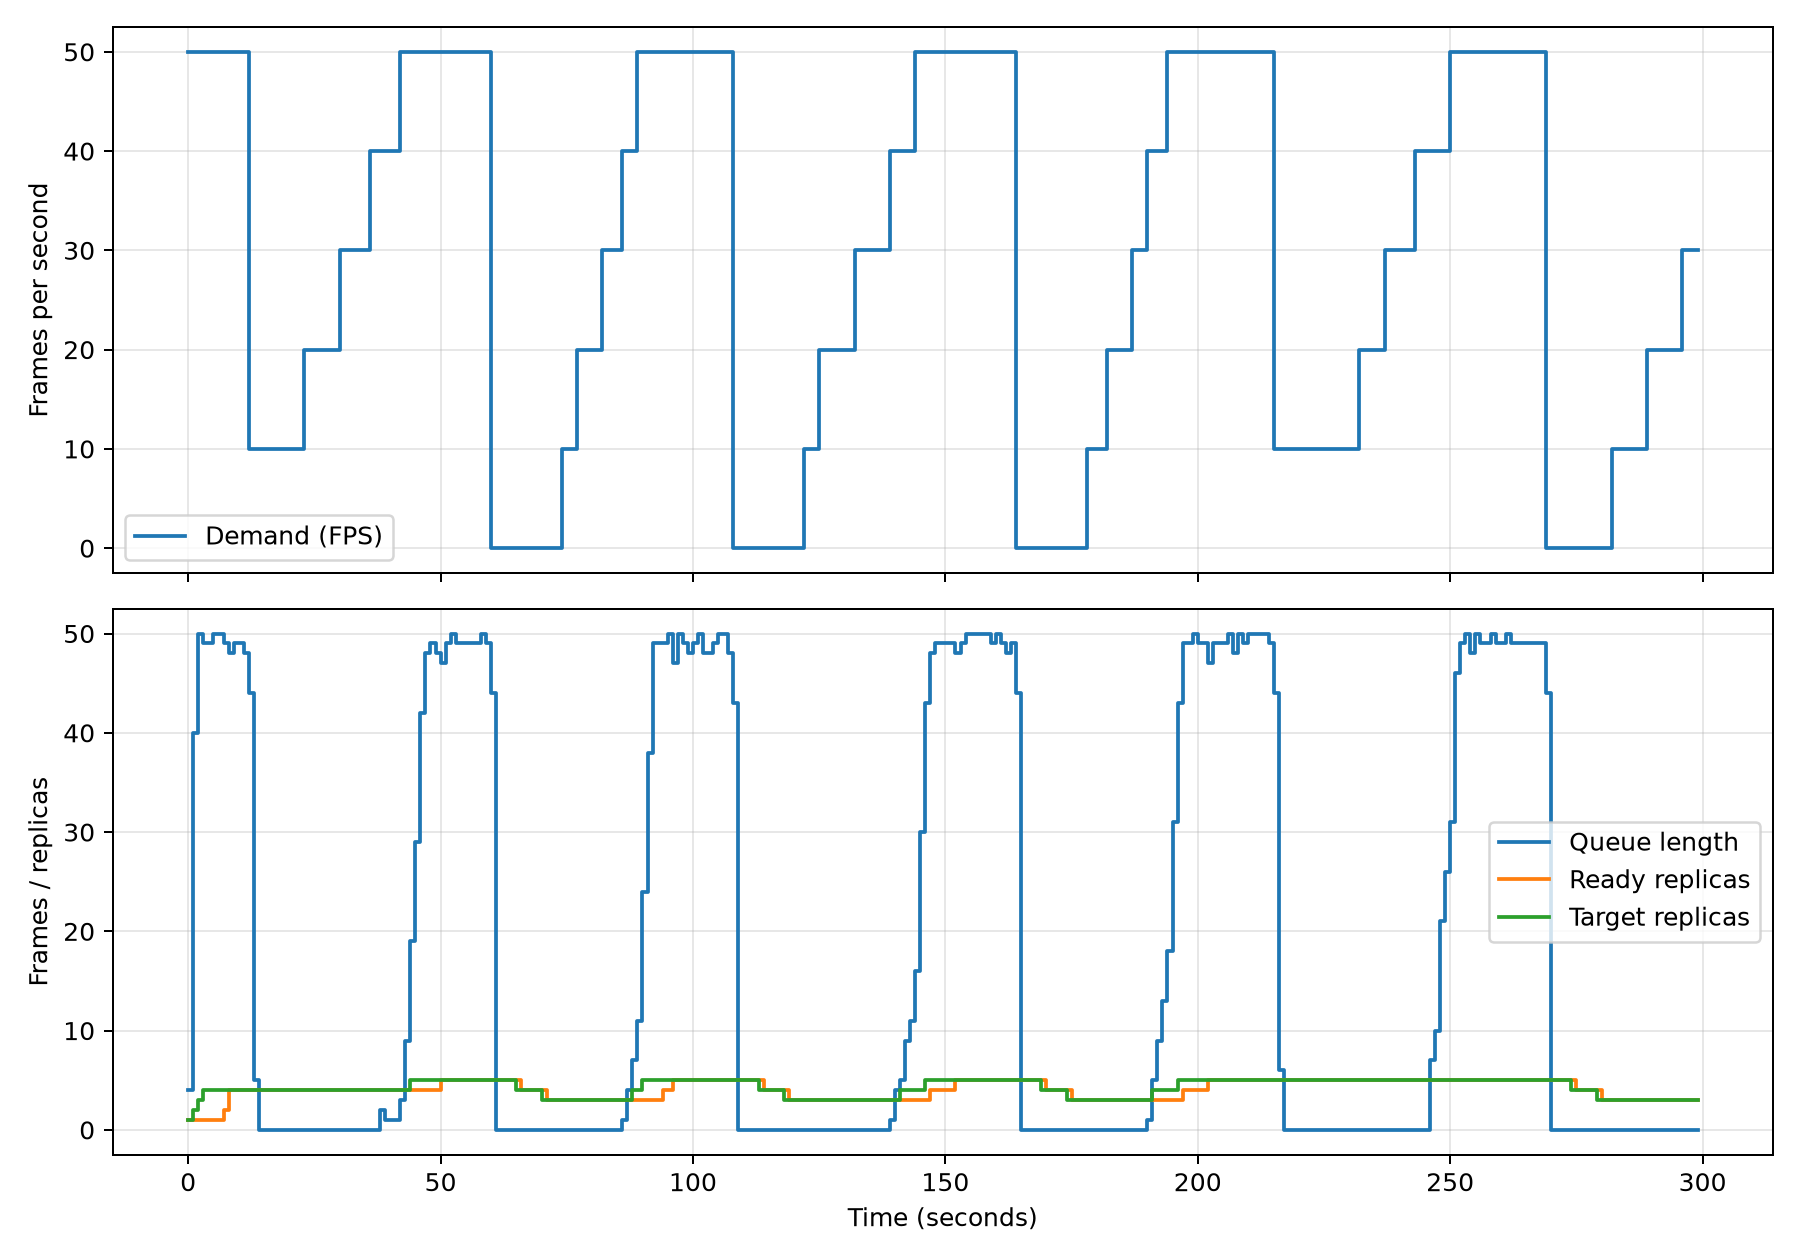 50
40
30
20
10
0
Frames per second
Demand (FPS)
50
40
30
20
10
0
Frames / replicas
Queue length
Ready replicas
Target replicas
0 50 100 150 200 250 300
Time (seconds)